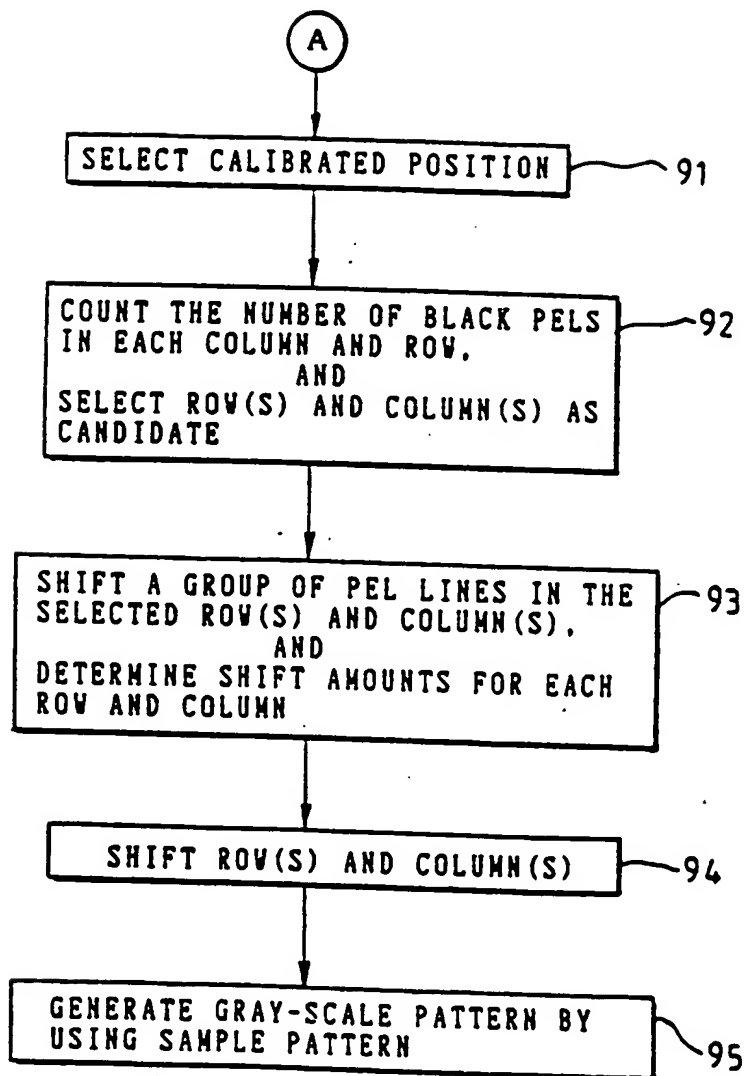 A
SELECT CALIBRATED POSITION
91
COUNT THE NUMBER OF BLACK PELS
IN EACH COLUMN AND ROW.
AND
SELECT ROW(S) AND COLUMN(S) AS
CANDIDATE
92
SHIFT A GROUP OF PEL LINES IN THE
SELECTED ROW(S) AND COLUMN(S).
AND
DETERMINE SHIFT AMOUNTS FOR EACH
ROW AND COLUMN
93
SHIFT ROW(S) AND COLUMN(S)
94
GENERATE GRAY-SCALE PATTERN BY
USING SAMPLE PATTERN
95